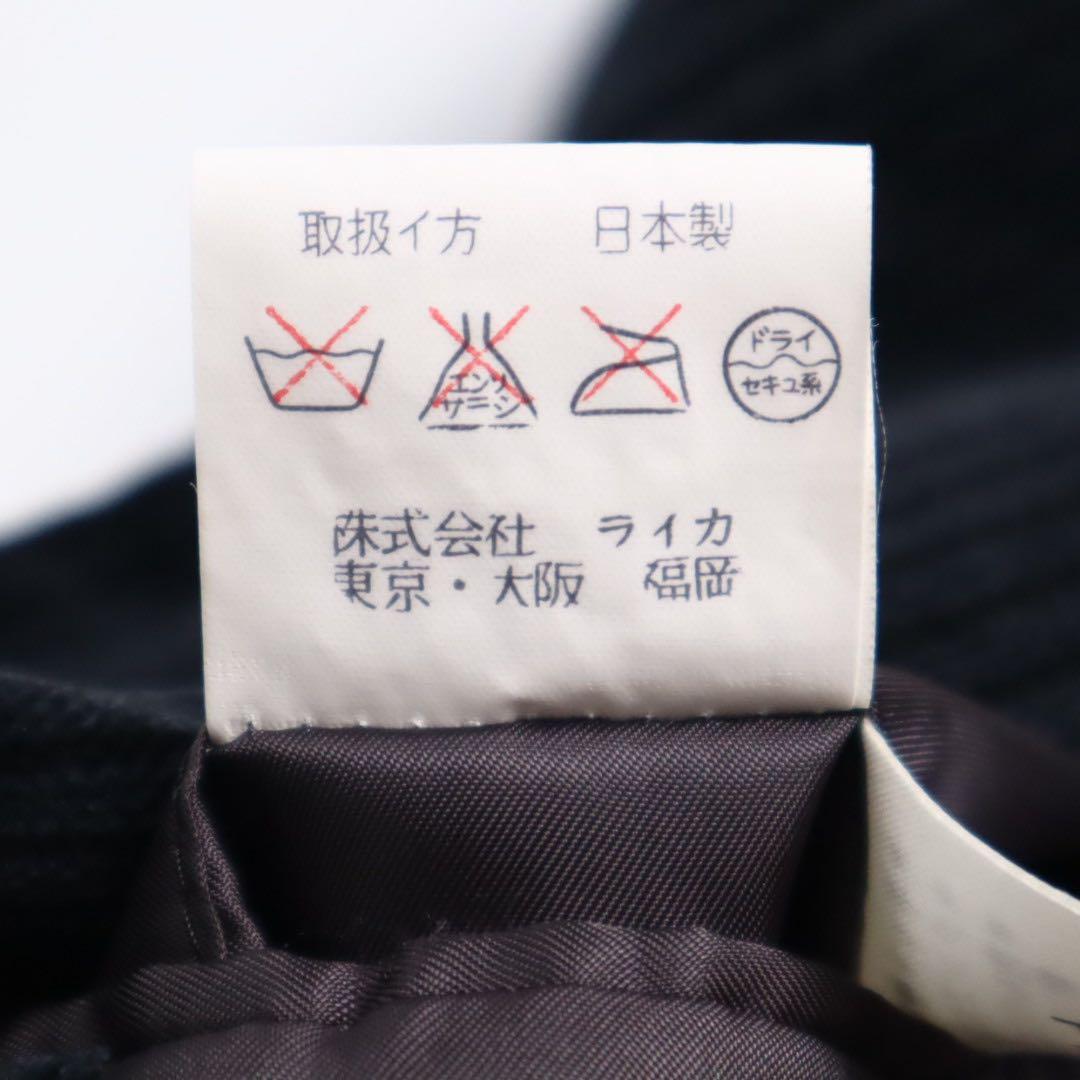 取扱イ方 日本製
エンソ
サーシ
ドライ
セキユ系
株式会社 ライカ
東京・大阪 福岡